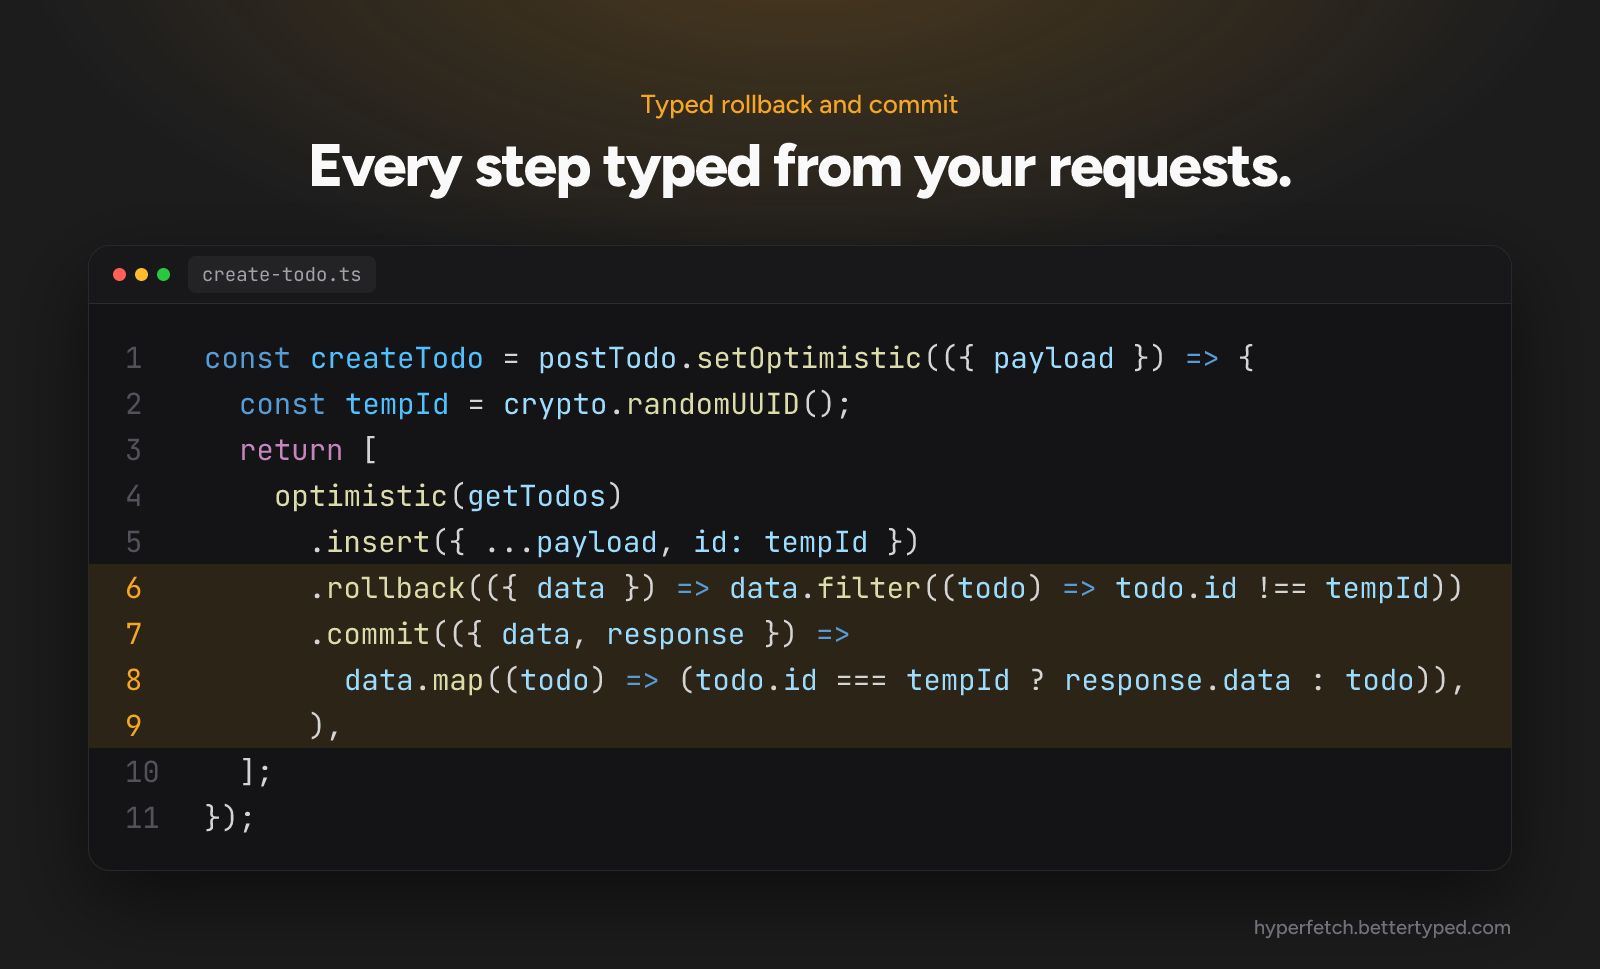 Typed rollback and commit
Every step typed from your requests.
create-todo.ts
1 const createTodo = postTodo.setOptimistic(({ payload }) => {
2   const tempId = crypto.randomUUID();
3   return [
4     optimistic(getTodos)
5       .insert({ ...payload, id: tempId })
6       .rollback(({ data }) => data.filter((todo) => todo.id !== tempId))
7       .commit(({ data, response }) =>
8         data.map((todo) => (todo.id === tempId ? response.data : todo)),
9       ),
10   ];
11 });
hyperfetch.bettertyped.com